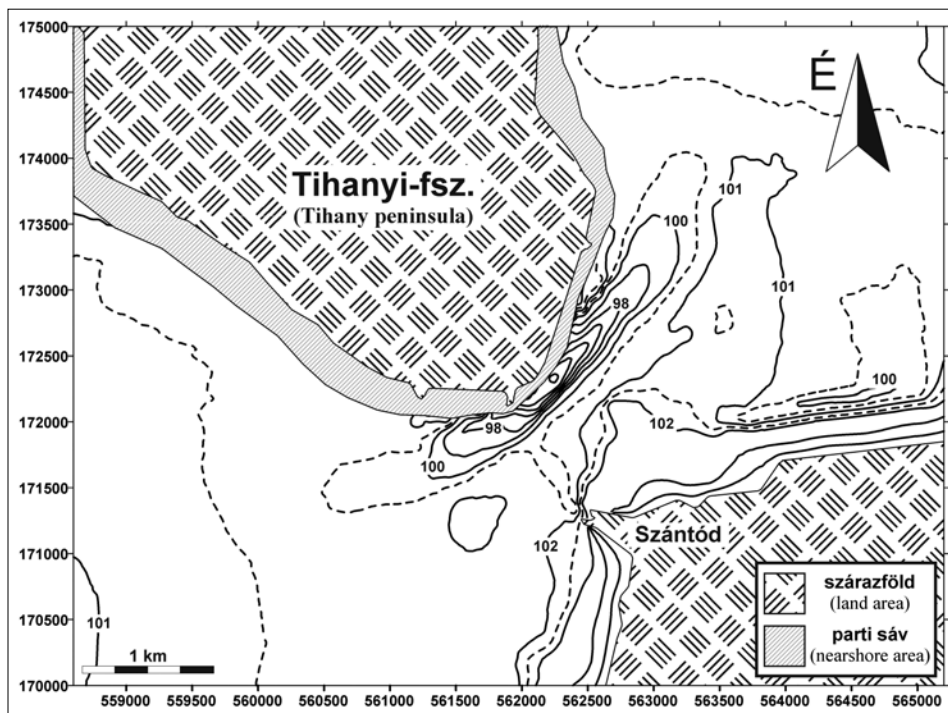 175000
174500
174000
173500
173000
172500
172000
171500
171000
170500
170000
É
Tihanyi-fsz.
(Tihany peninsula)
101
100
98
101
100
102
98
100
102
101
Szántód
szárazföld
(land area)
parti sáv
(nearshore area)
1 km
559000 559500 560000 560500 561000 561500 562000 562500 563000 563500 564000 564500 565000